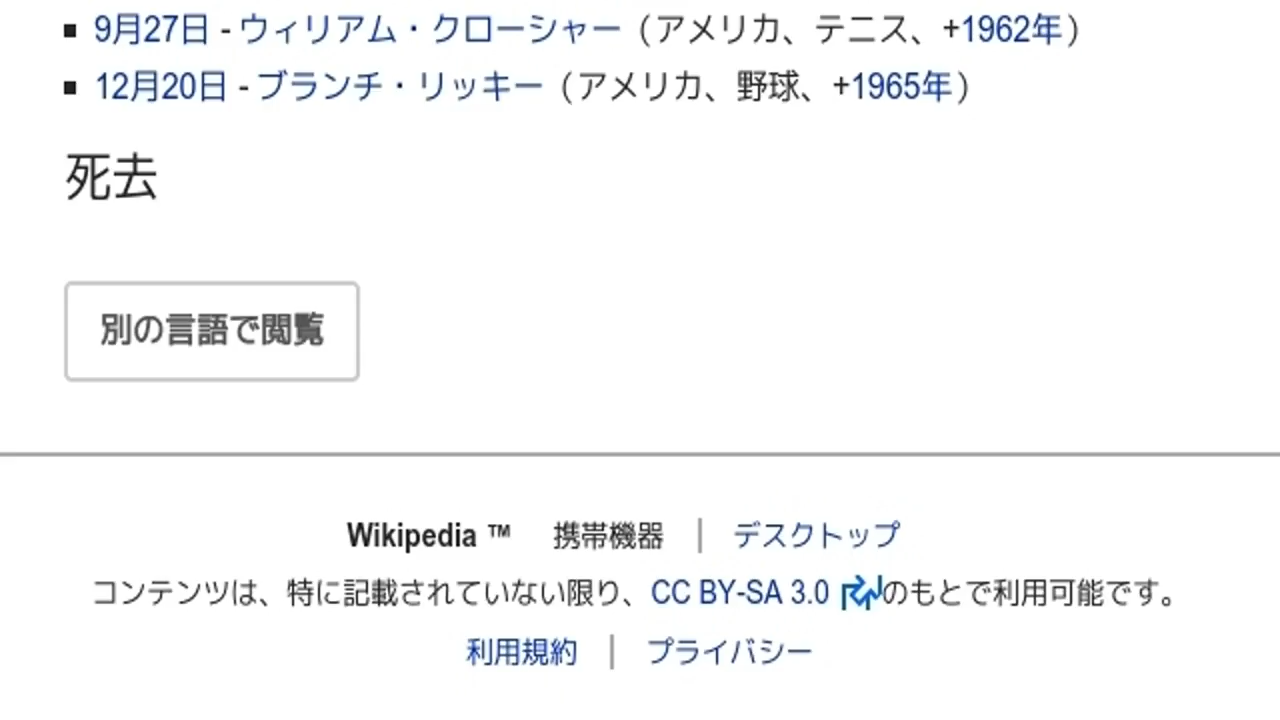 9月27日 - ウィリアム・クローシャー（アメリカ、テニス、+1962年）
12月20日 - ブランチ・リッキー（アメリカ、野球、+1965年）
死去
別の言語で閲覧
Wikipedia ™ 携帯機器 | デスクトップ
コンテンツは、特に記載されていない限り、CC BY-SA 3.0 のもとで利用可能です。
利用規約 | プライバシー